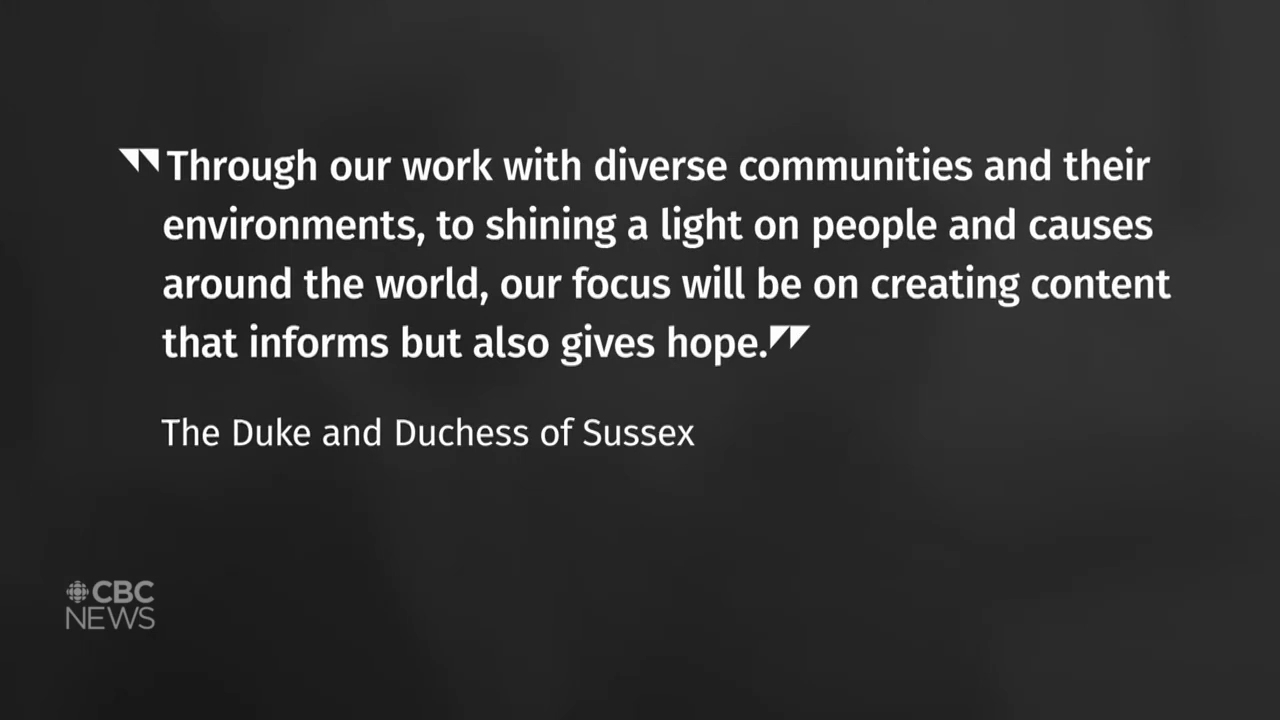 "Through our work with diverse communities and their
environments, to shining a light on people and causes
around the world, our focus will be on creating content
that informs but also gives hope."
The Duke and Duchess of Sussex
CBC
NEWS